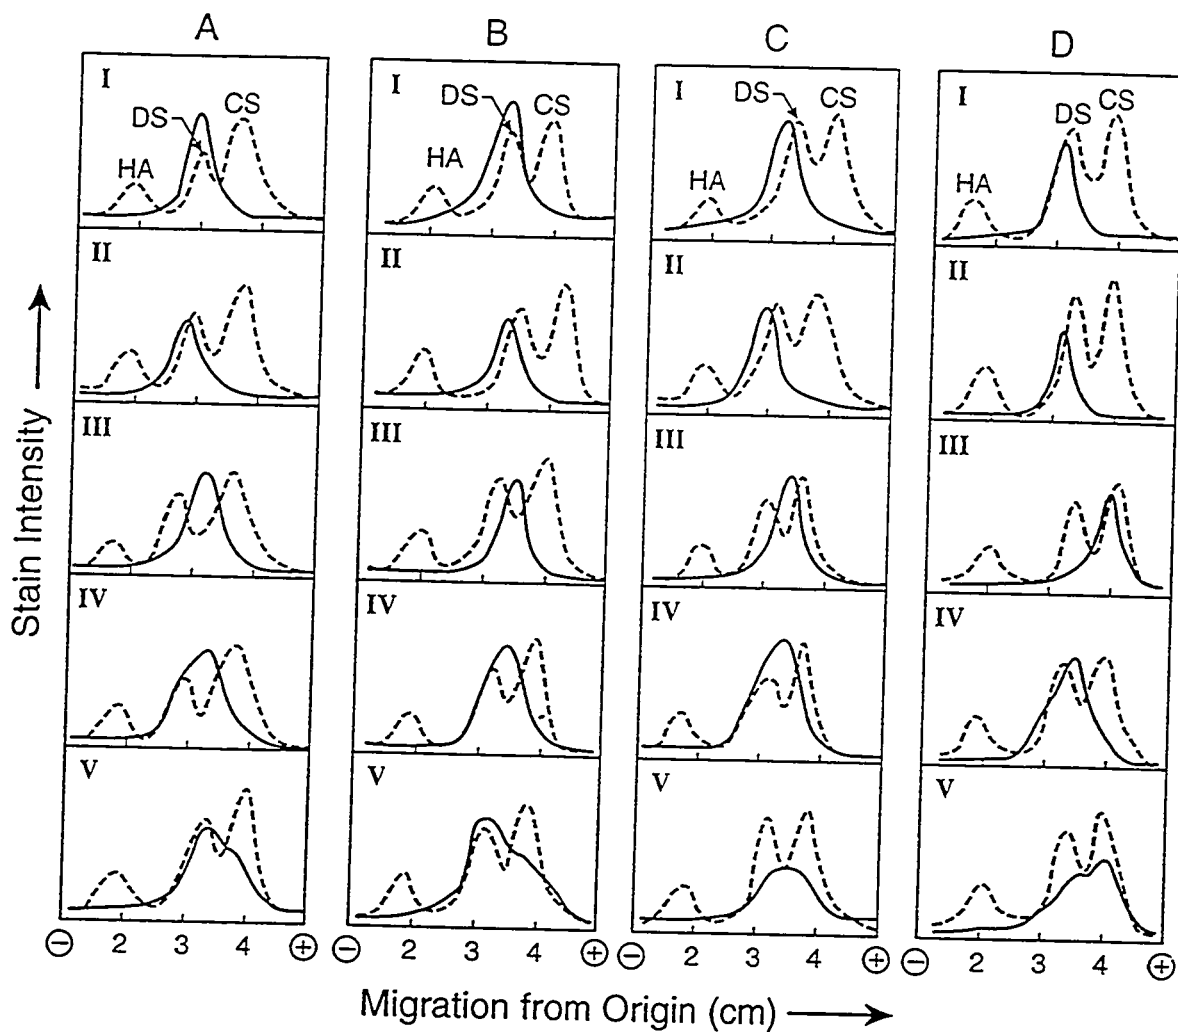 A B C D
I I I I
DS CS DS CS DS CS DS CS
HA HA HA HA
II II II II
III III III III
IV IV IV IV
V V V V
Stain Intensity
⊖ 2 3 4 ⊕ ⊖ 2 3 4 ⊕ ⊖ 2 3 4 ⊕ ⊖ 2 3 4 ⊕
Migration from Origin (cm)